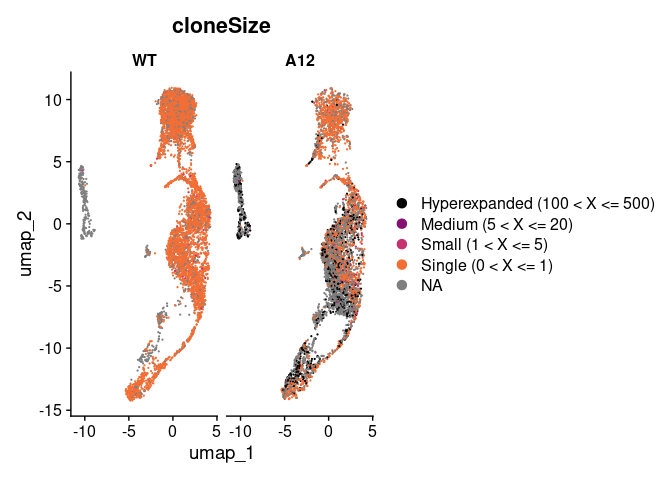 cloneSize
WT
A12
10
5
0
-5
-10
-15
umap_2
-10
-5
0
5
-10
-5
0
5
umap_1
Hyperexpanded (100 < X <= 500)
Medium (5 < X <= 20)
Small (1 < X <= 5)
Single (0 < X <= 1)
NA